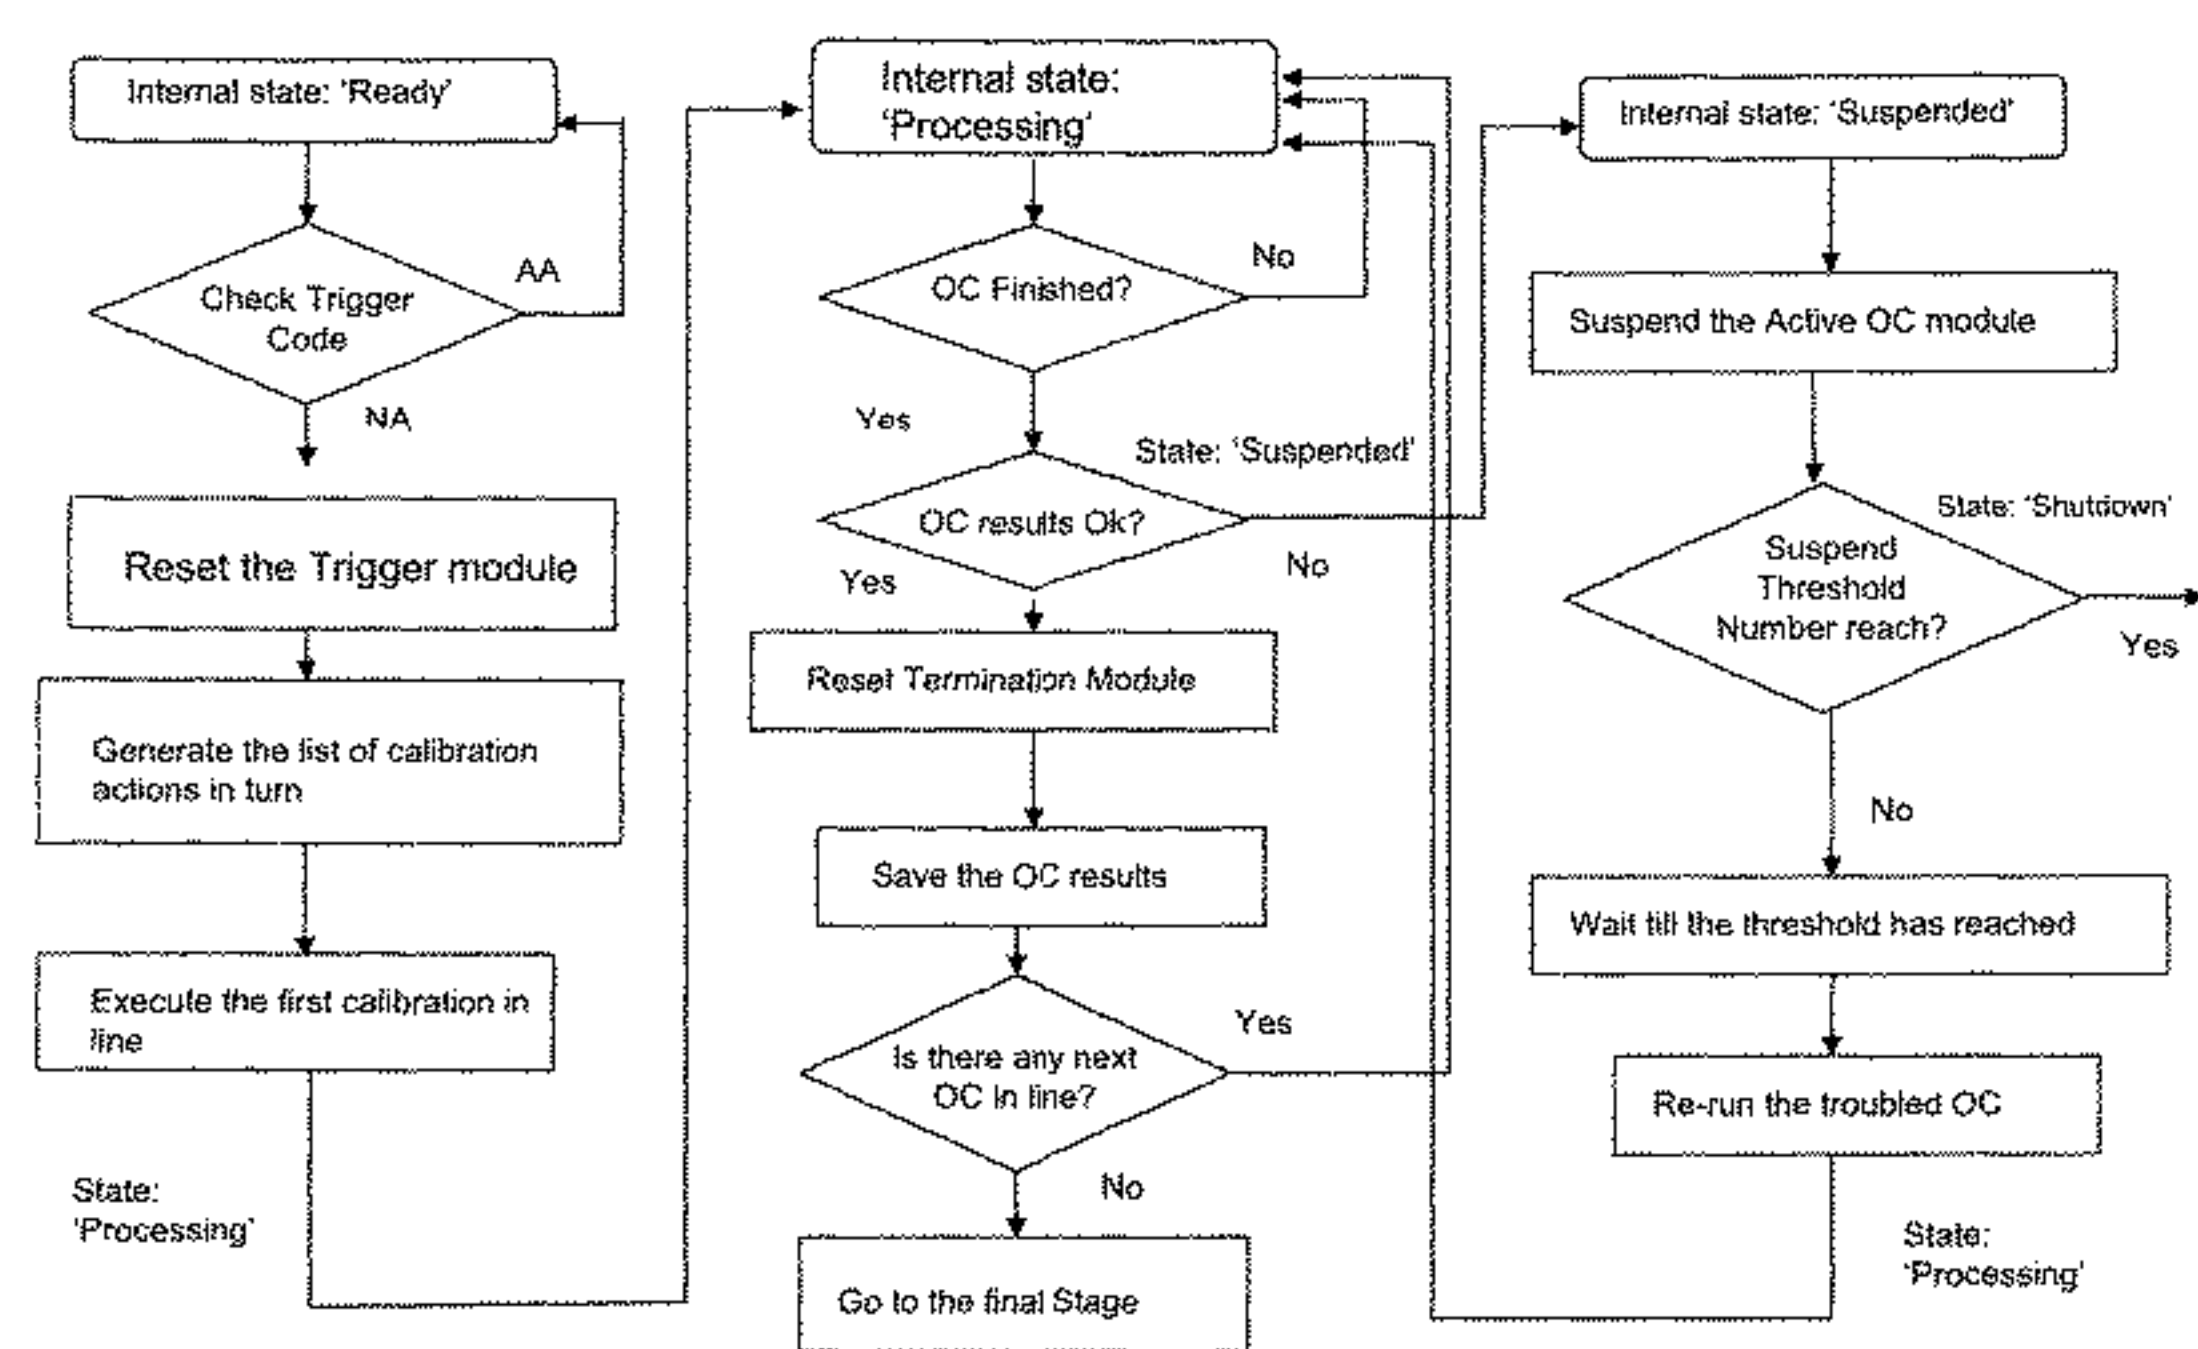 Internal state: 'Ready'
AA
Check Trigger
Code
NA
Reset the Trigger module
Generate the list of calibration
actions in turn
Execute the first calibration in
line
State:
'Processing'
Internal state:
'Processing'
No
OC Finished?
Yes
State: 'Suspended'
OC results Ok?
No
Yes
Reset Termination Module
Save the OC results
Yes
Is there any next
OC In line?
No
Go to the final Stage
Internal state: 'Suspended'
Suspend the Active OC module
State: 'Shutdown'
Suspend
Threshold
Number reach?
Yes
No
Wait till the threshold has reached
Re-run the troubled OC
State:
'Processing'